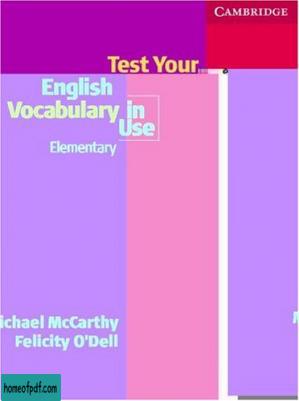 CAMBRIDGE
Test Your
English
Vocabulary in
Use
Elementary
ichael McCarthy
Felicity O'Dell
homeofpdf.com